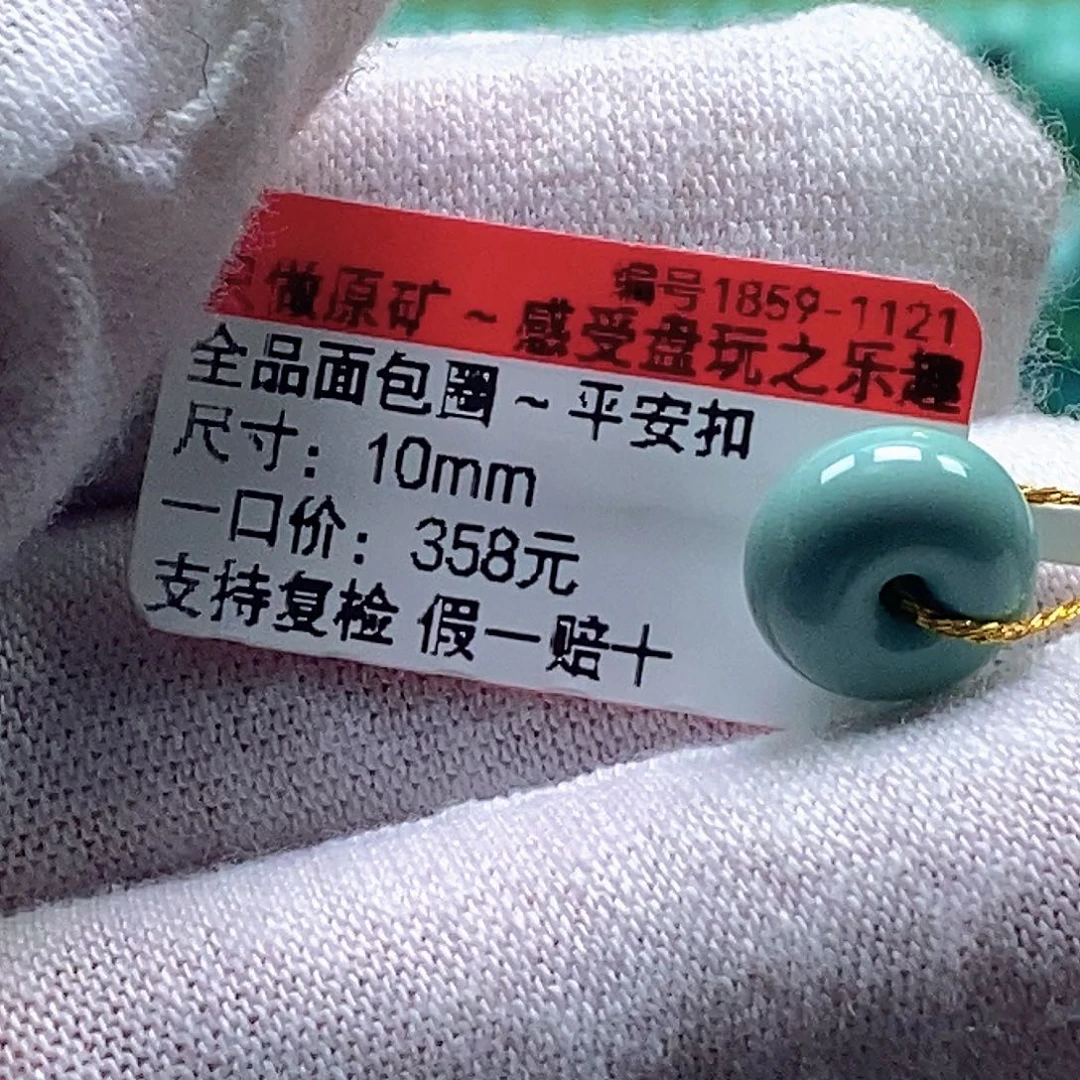 编号1859-1121
做原矿~感受盘玩之乐趣
全品面包圈~平安扣
尺寸：10mm
一口价：358元
支持复检 假一赔十